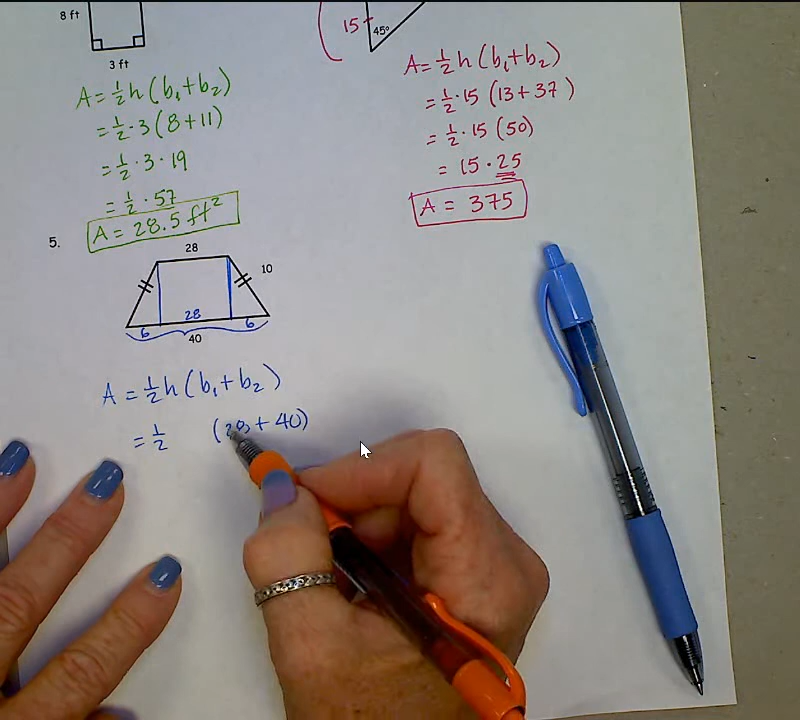 8 ft
3 ft
A = ½ h (b₁ + b₂)
= ½ · 3 (8 + 11)
= ½ · 3 · 19
= ½ · 57
A = 28.5 ft²
15
45°
A = ½ h (b₁ + b₂)
= ½ · 15 (13 + 37)
= ½ · 15 (50)
= 15 · 25
A = 375
5.
28
10
28
6
6
40
A = ½ h (b₁ + b₂)
= ½ (28 + 40)